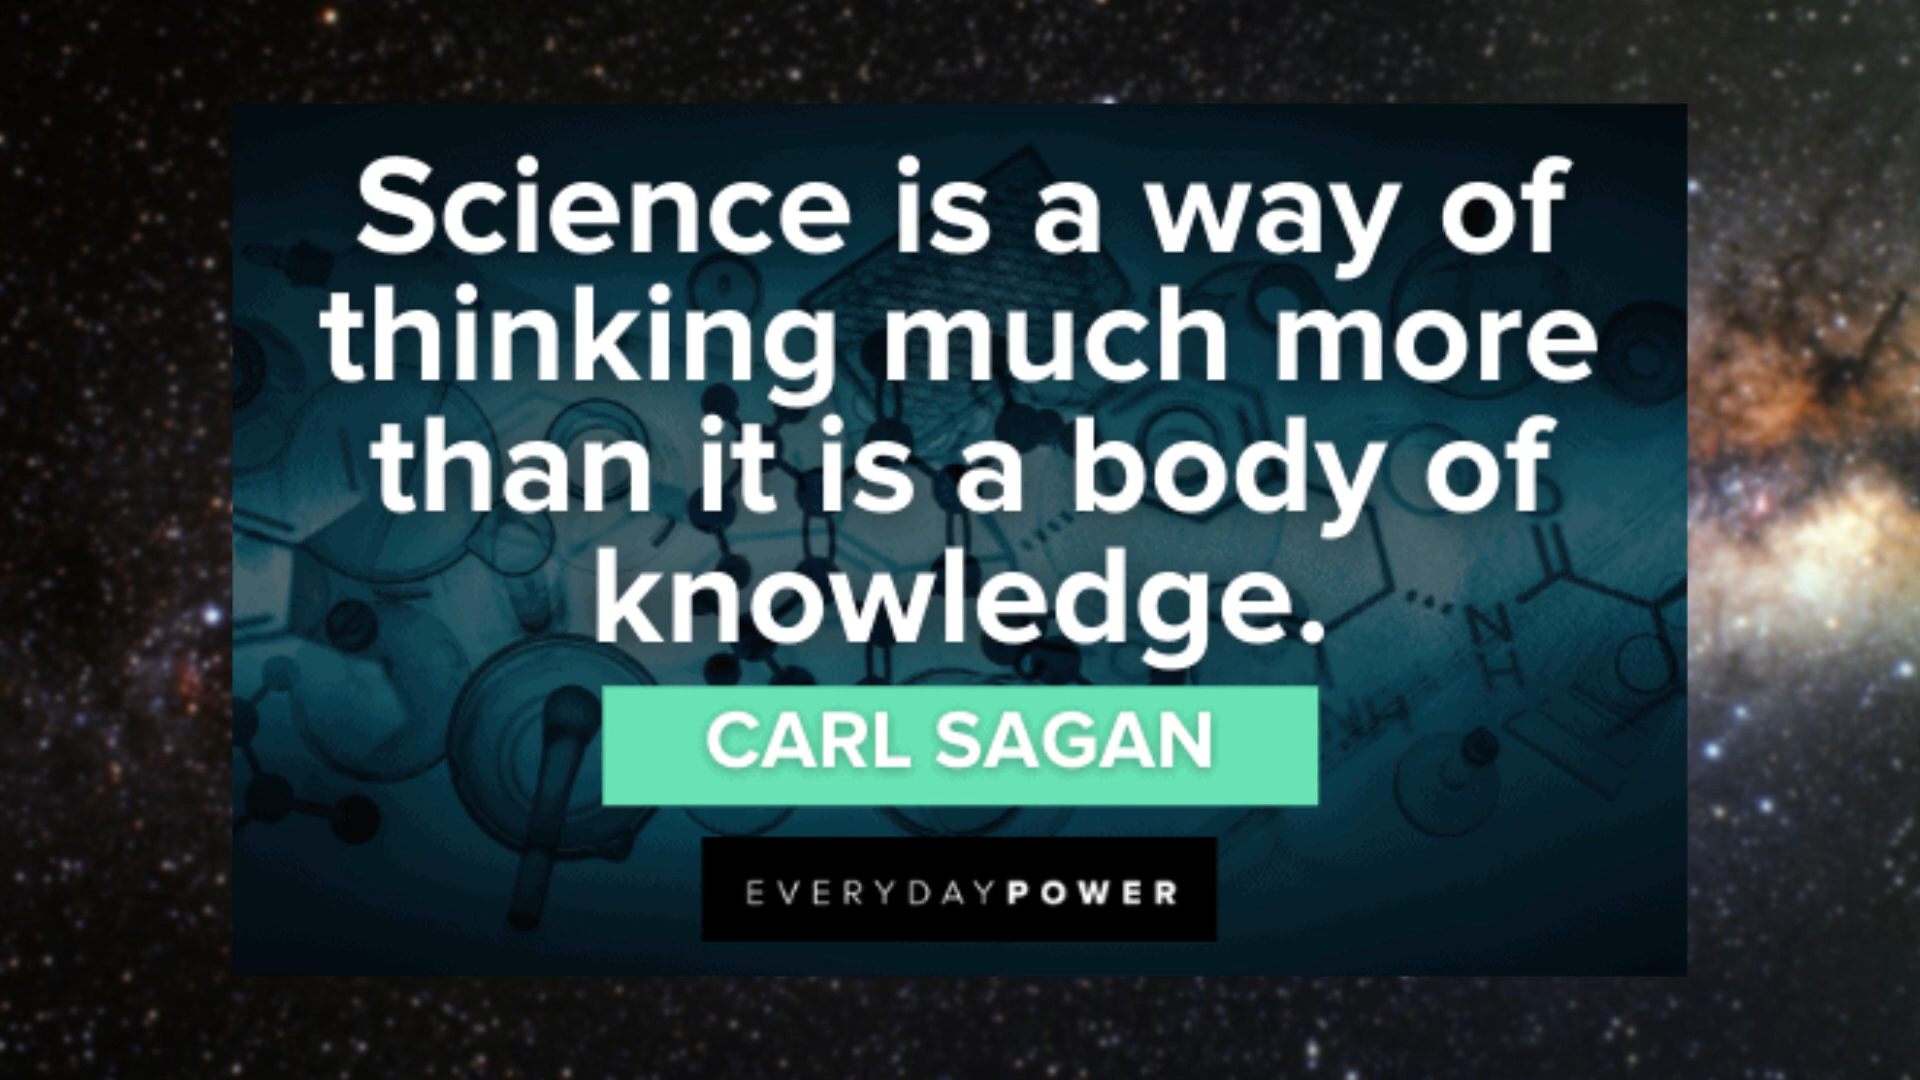 Science is a way of
thinking much more
than it is a body of
knowledge.
CARL SAGAN
EVERYDAYPOWER
N
H